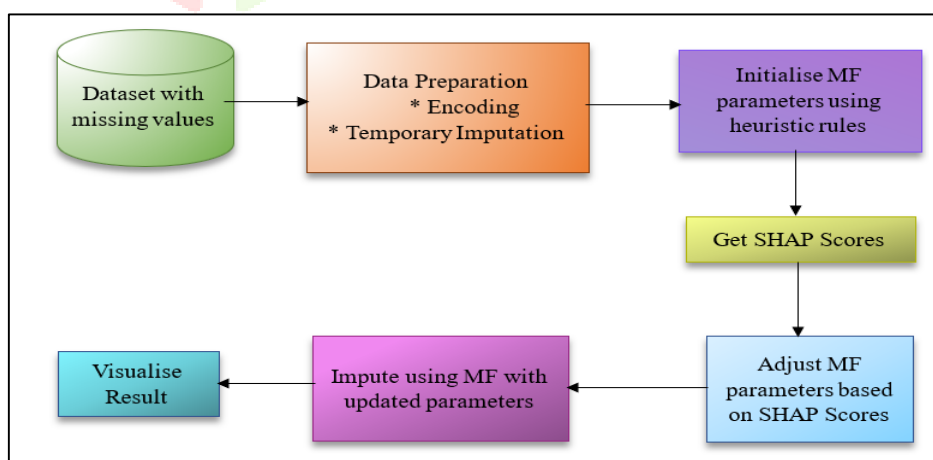 Dataset with
missing values
Data Preparation
* Encoding
* Temporary Imputation
Initialise MF
parameters using
heuristic rules
Get SHAP Scores
Adjust MF
parameters based
on SHAP Scores
Impute using MF with
updated parameters
Visualise
Result